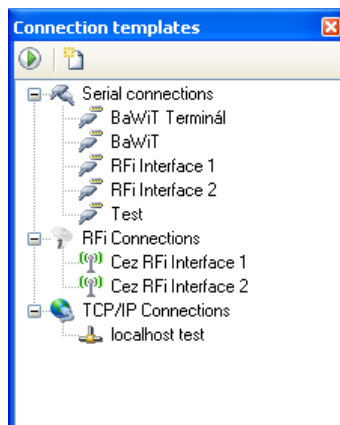 Connection templates
Serial connections
BaWiT Terminál
BaWiT
RFi Interface 1
RFi Interface 2
Test
RFi Connections
Cez RFi Interface 1
Cez RFi Interface 2
TCP/IP Connections
localhost test